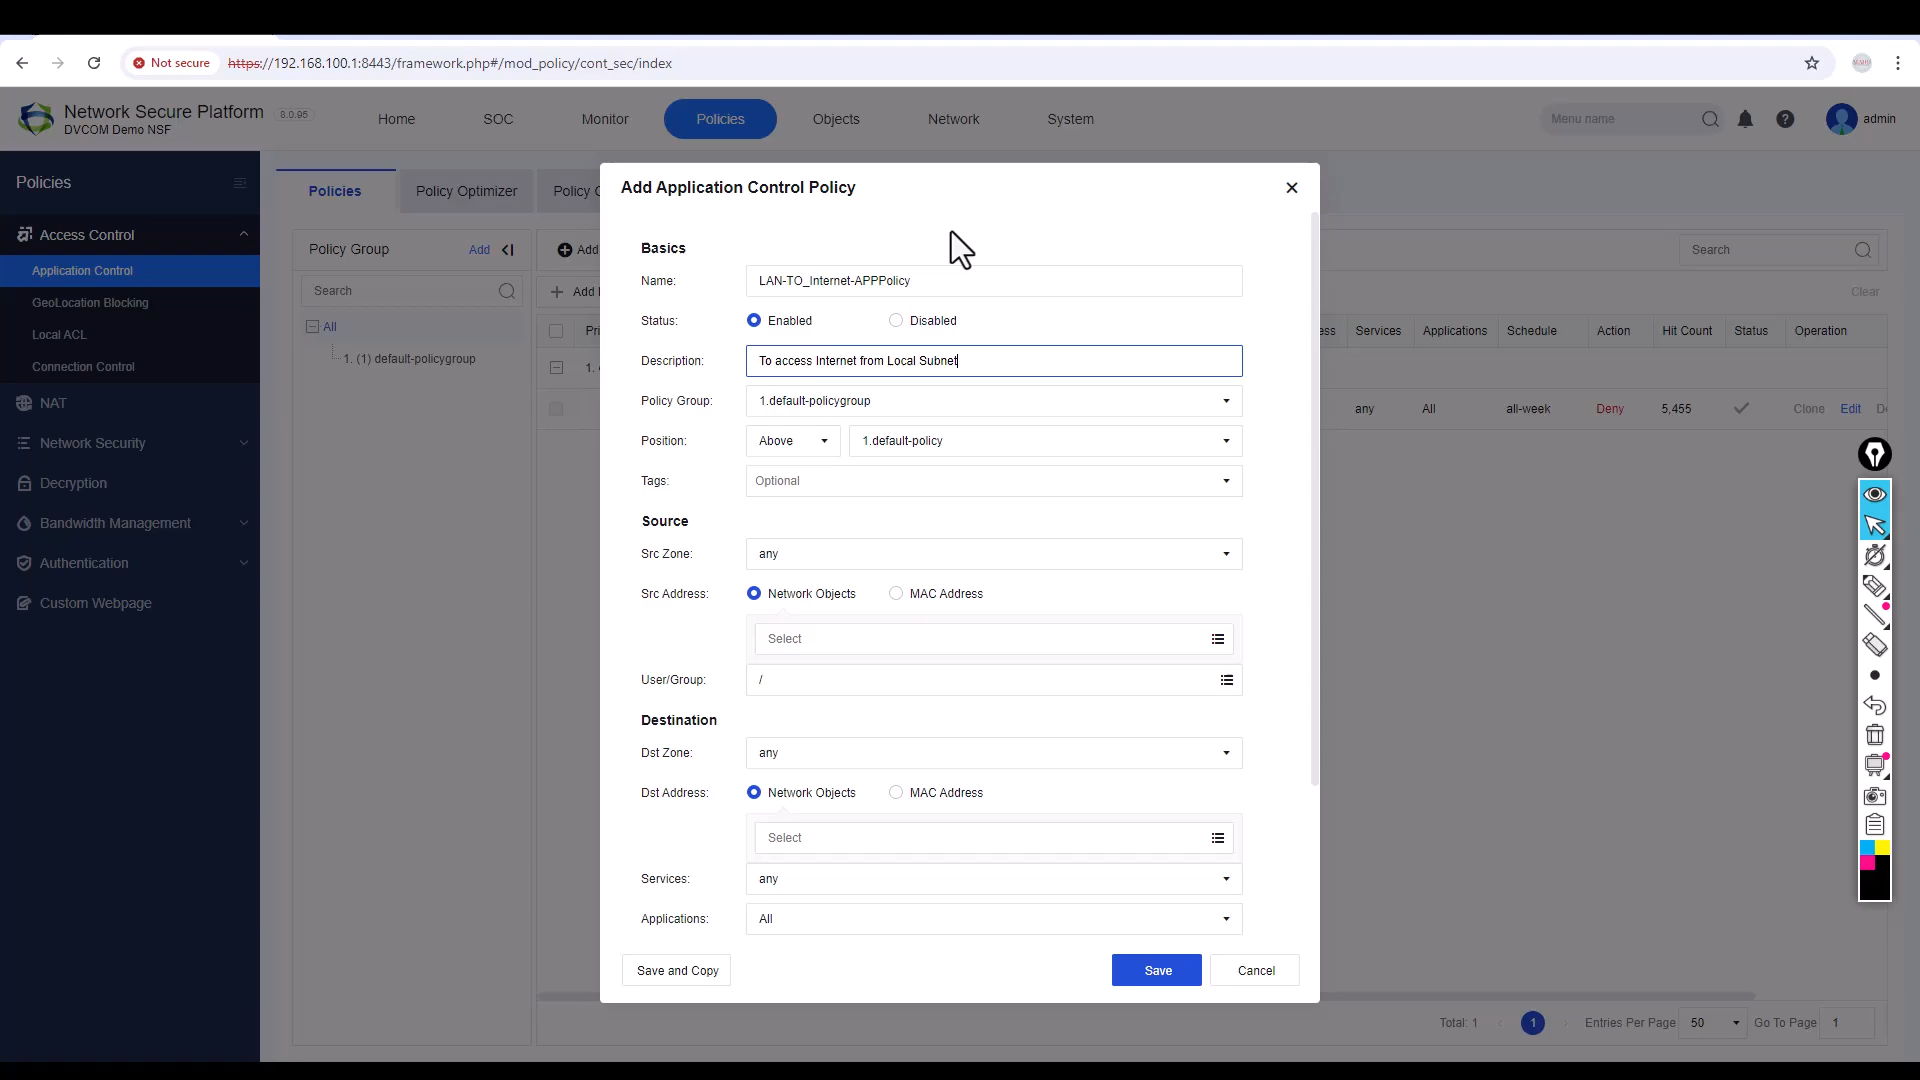 Not secure https://192.168.100.1:8443/framework.php#/mod_policy/cont_sec/index
Network Secure Platform 8.0.95
DVCOM Demo NSF
Home SOC Monitor Policies Objects Network System
Menu name
admin
Policies
Access Control
Application Control
GeoLocation Blocking
Local ACL
Connection Control
NAT
Network Security
Decryption
Bandwidth Management
Authentication
Custom Webpage
Policies Policy Optimizer Policy
Policy Group Add
Search
All
1. (1) default-policygroup
Add
Add
Search
Clear
Services Applications Schedule Action Hit Count Status Operation
1.
any All all-week Deny 5,455 Clone Edit
Total: 1 1 Entries Per Page 50 Go To Page 1
Add Application Control Policy
Basics
Name: LAN-TO_Internet-APPPolicy
Status: Enabled Disabled
Description: To access Internet from Local Subnet
Policy Group: 1.default-policygroup
Position: Above 1.default-policy
Tags: Optional
Source
Src Zone: any
Src Address: Network Objects MAC Address
Select
User/Group: /
Destination
Dst Zone: any
Dst Address: Network Objects MAC Address
Select
Services: any
Applications: All
Save and Copy Save Cancel